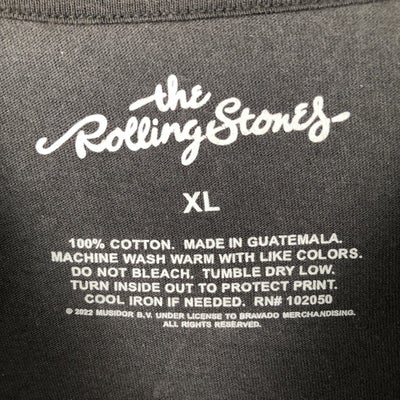 the
Rolling Stones
XL
100% COTTON. MADE IN GUATEMALA.
MACHINE WASH WARM WITH LIKE COLORS.
DO NOT BLEACH. TUMBLE DRY LOW.
TURN INSIDE OUT TO PROTECT PRINT.
COOL IRON IF NEEDED. RN# 102050
© 2022 MUSIDOR B.V. UNDER LICENSE TO BRAVADO MERCHANDISING.
ALL RIGHTS RESERVED.